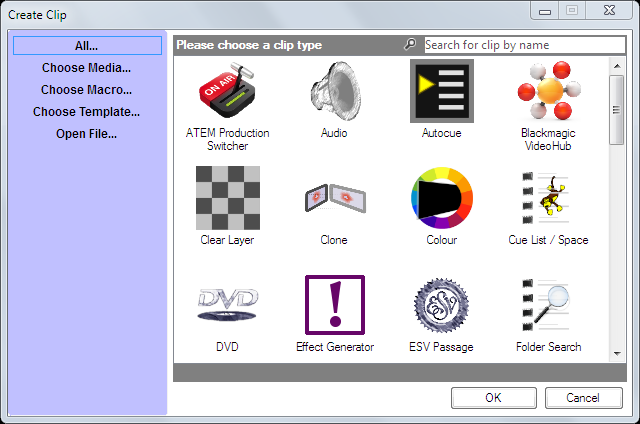 Create Clip
All...
Choose Media...
Choose Macro...
Choose Template...
Open File...
Please choose a clip type
Search for clip by name
ON AIR
ATEM Production
Switcher
Audio
Autocue
Blackmagic
VideoHub
Clear Layer
Clone
Colour
Cue List / Space
DVD
DVD
!
Effect Generator
ESV
ESV Passage
Folder Search
OK
Cancel